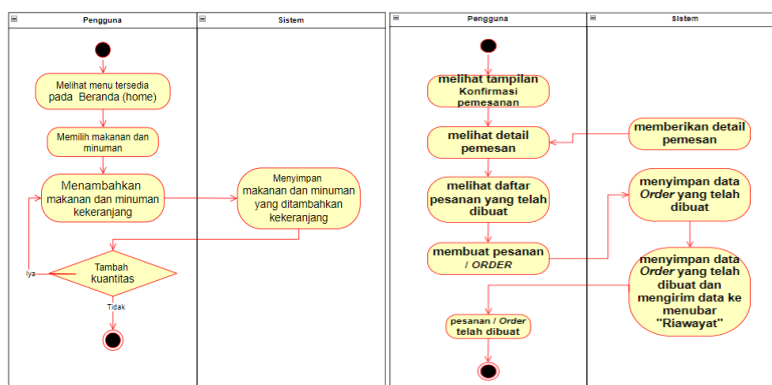 Pengguna
Sistem
Melihat menu tersedia
pada Beranda (home)
Memilih makanan dan
minuman
Menambahkan
makanan dan minuman
kekeranjang
Menyimpan
makanan dan minuman
yang ditambahkan
kekeranjang
Tambah
kuantitas
Iya
Tidak
Pengguna
Sistem
melihat tampilan
Konfirmasi
pemesanan
melihat detail
pemesan
memberikan detail
pemesan
melihat daftar
pesanan yang telah
dibuat
menyimpan data
Order yang telah
dibuat
membuat pesanan
/ ORDER
menyimpan data
Order yang telah
dibuat dan
mengirim data ke
menubar
"Riawayat"
pesanan / Order
telah dibuat